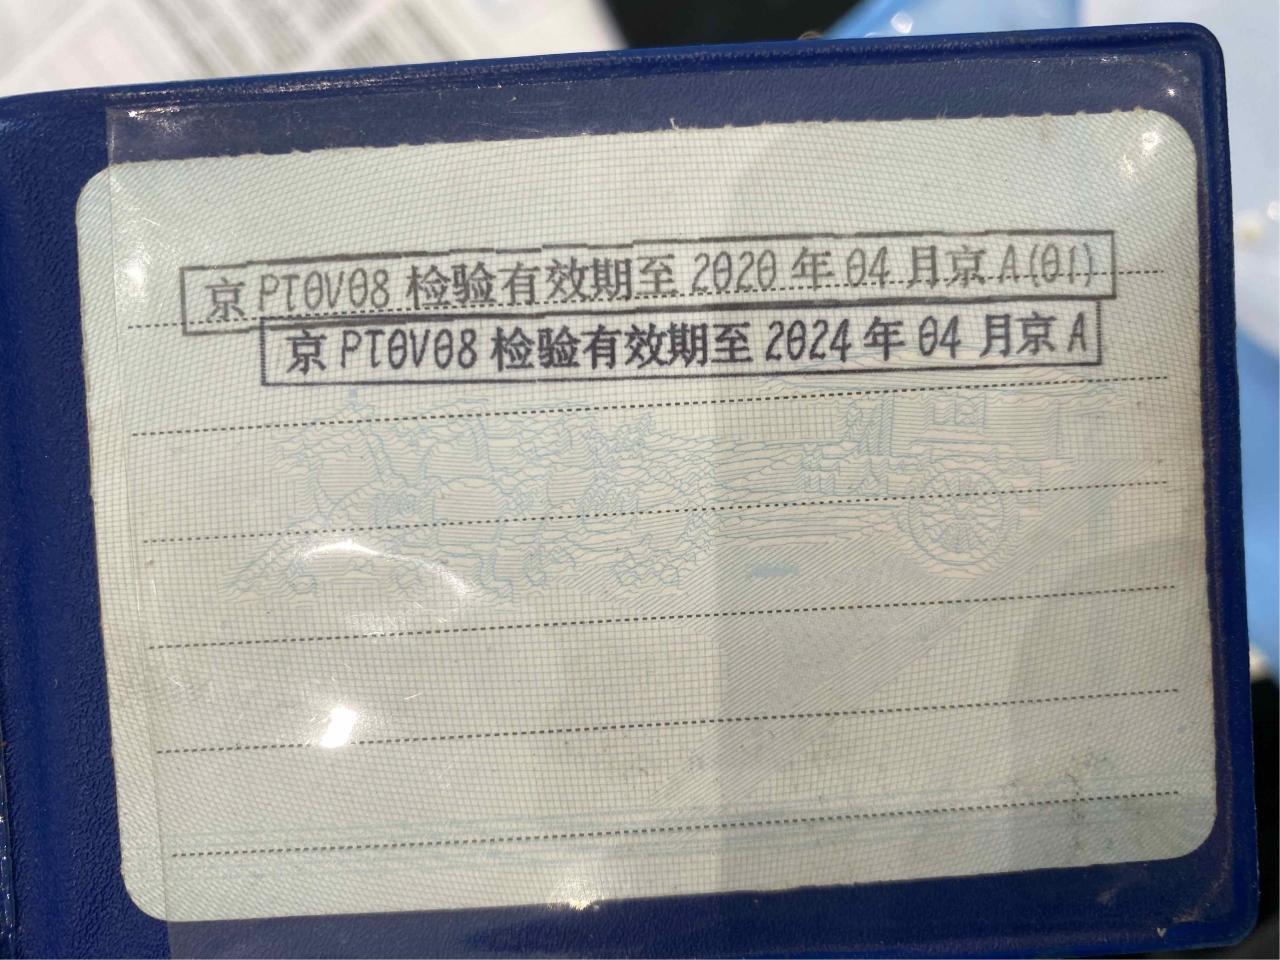 京 PT0V08 检验有效期至 2020 年 04 月京 A(01)
京 PT0V08 检验有效期至 2024 年 04 月京 A